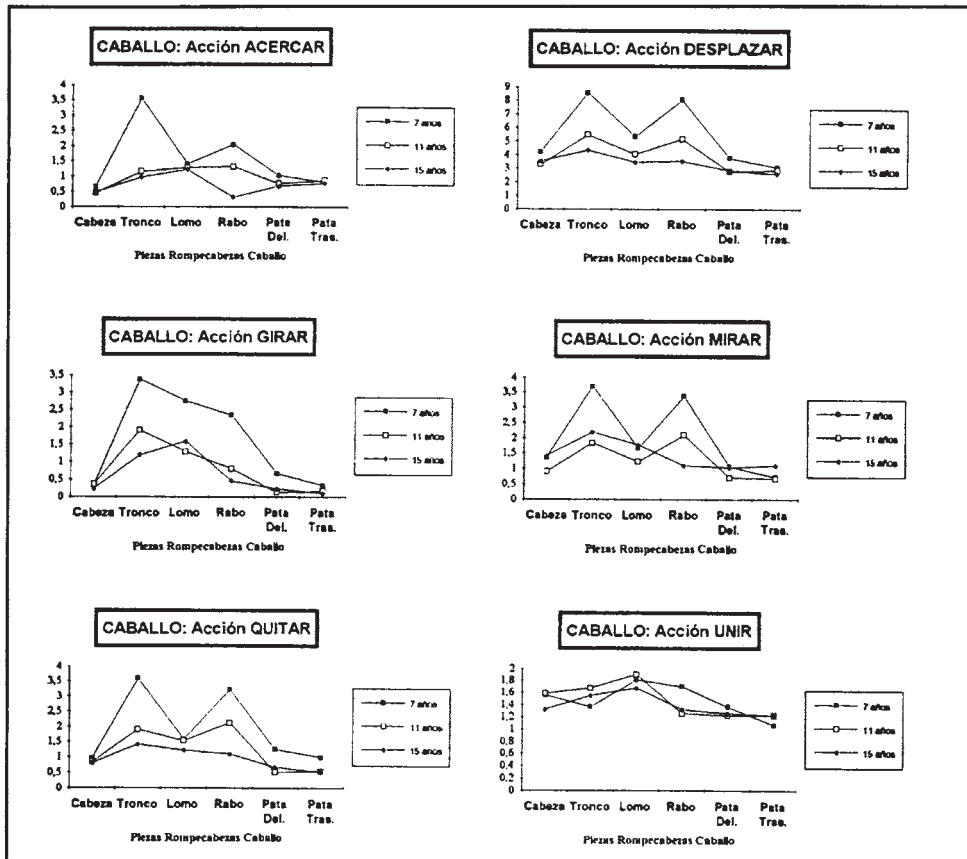 CABALLO: Acción ACERCAR
4
3,5
3
2,5
2
1,5
1
0,5
0
Cabeza Tronco Lomo Rabo Pata Pata
Del. Tras.
Piezas Rompecabezas Caballo
7 años
11 años
15 años
CABALLO: Acción DESPLAZAR
9
8
7
6
5
4
3
2
1
0
Cabeza Tronco Lomo Rabo Pata Pata
Del. Tras.
Piezas Rompecabezas Caballo
7 años
11 años
15 años
CABALLO: Acción GIRAR
3,5
3
2,5
2
1,5
1
0,5
0
Cabeza Tronco Lomo Rabo Pata Pata
Del. Tras.
Piezas Rompecabezas Caballo
7 años
11 años
15 años
CABALLO: Acción MIRAR
4
3,5
3
2,5
2
1,5
1
0,5
0
Cabeza Tronco Lomo Rabo Pata Pata
Del. Tras.
Piezas Rompecabezas Caballo
7 años
11 años
15 años
CABALLO: Acción QUITAR
4
3,5
3
2,5
2
1,5
1
0,5
0
Cabeza Tronco Lomo Rabo Pata Pata
Del. Tras.
Piezas Rompecabezas Caballo
7 años
11 años
15 años
CABALLO: Acción UNIR
2
1,8
1,6
1,4
1,2
1
0,8
0,6
0,4
0,2
0
Cabeza Tronco Lomo Rabo Pata Pata
Del. Tras.
Piezas Rompecabezas Caballo
7 años
11 años
15 años